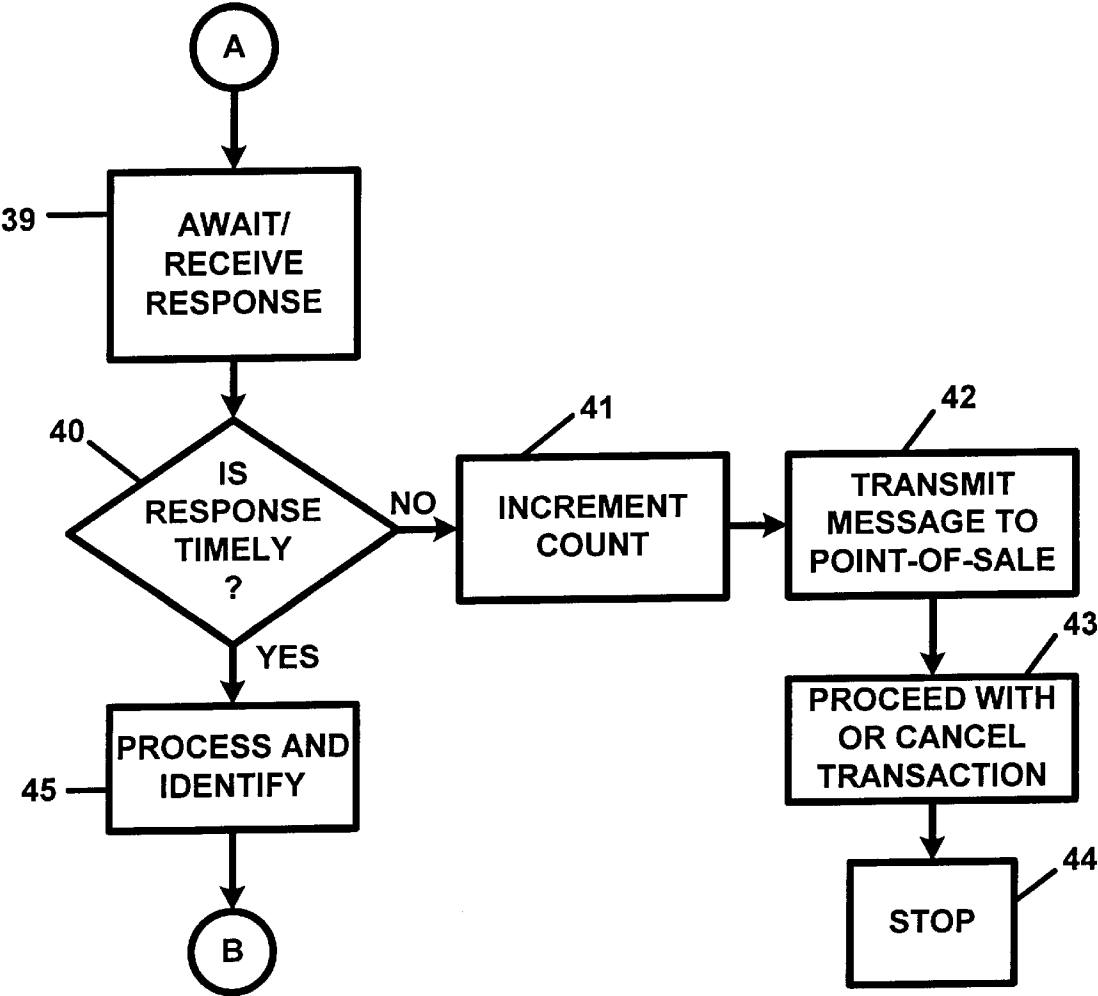 A
39
AWAIT/
RECEIVE
RESPONSE
40
IS
RESPONSE
TIMELY
?
NO
41
INCREMENT
COUNT
42
TRANSMIT
MESSAGE TO
POINT-OF-SALE
43
PROCEED WITH
OR CANCEL
TRANSACTION
44
STOP
YES
45
PROCESS AND
IDENTIFY
B